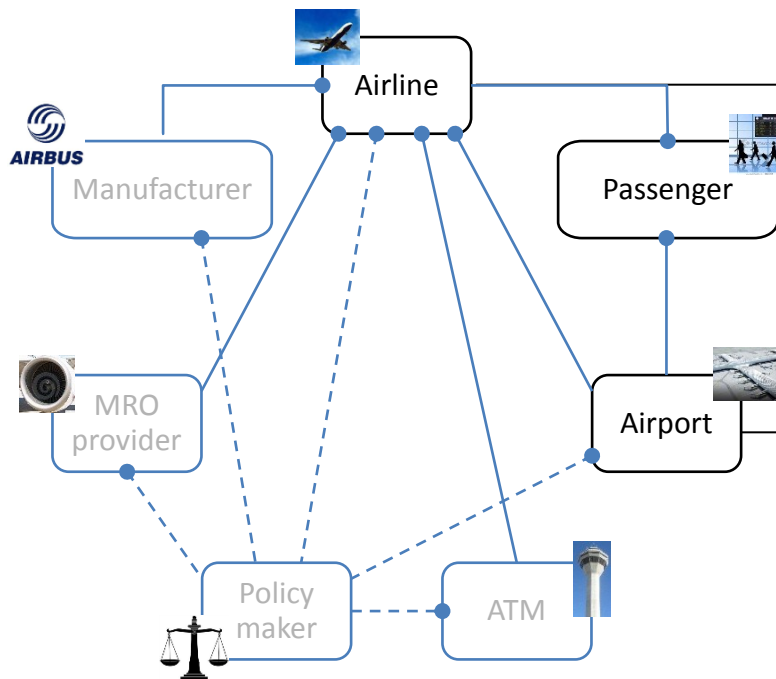 Airline
AIRBUS
Manufacturer
Passenger
MRO
provider
Airport
Policy
maker
ATM